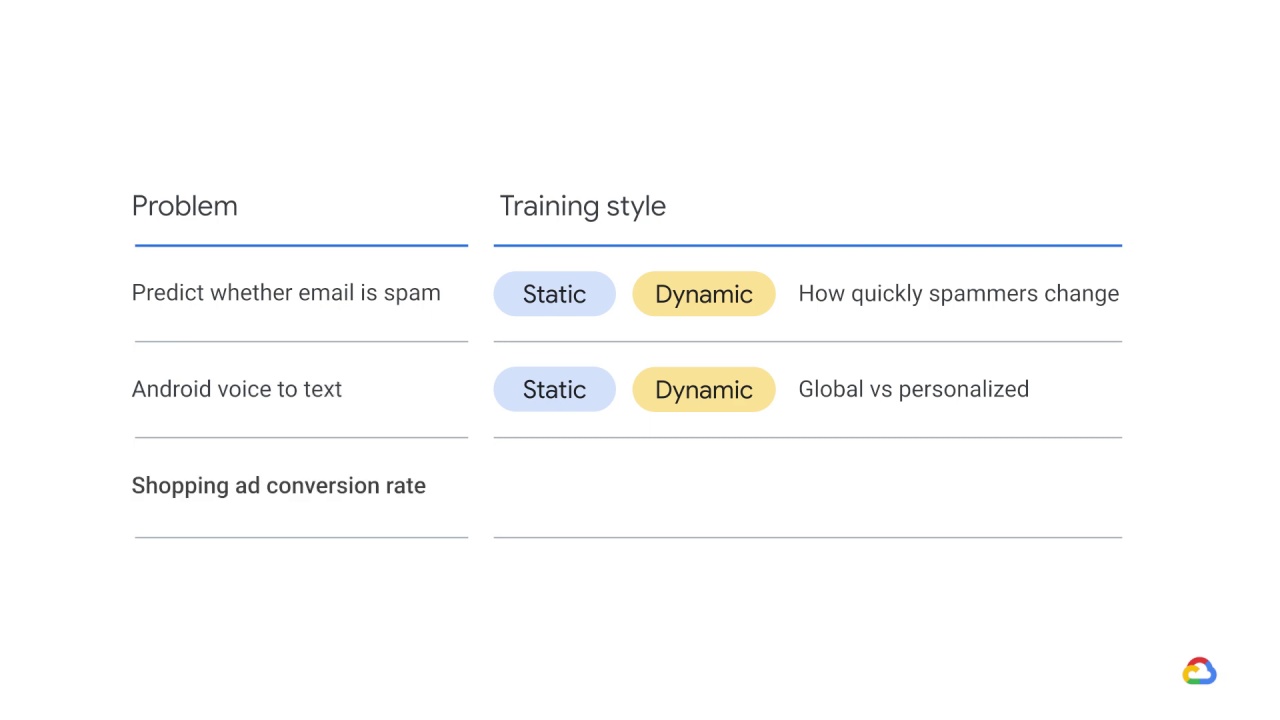 Problem
Training style
Predict whether email is spam
Static
Dynamic
How quickly spammers change
Android voice to text
Static
Dynamic
Global vs personalized
Shopping ad conversion rate